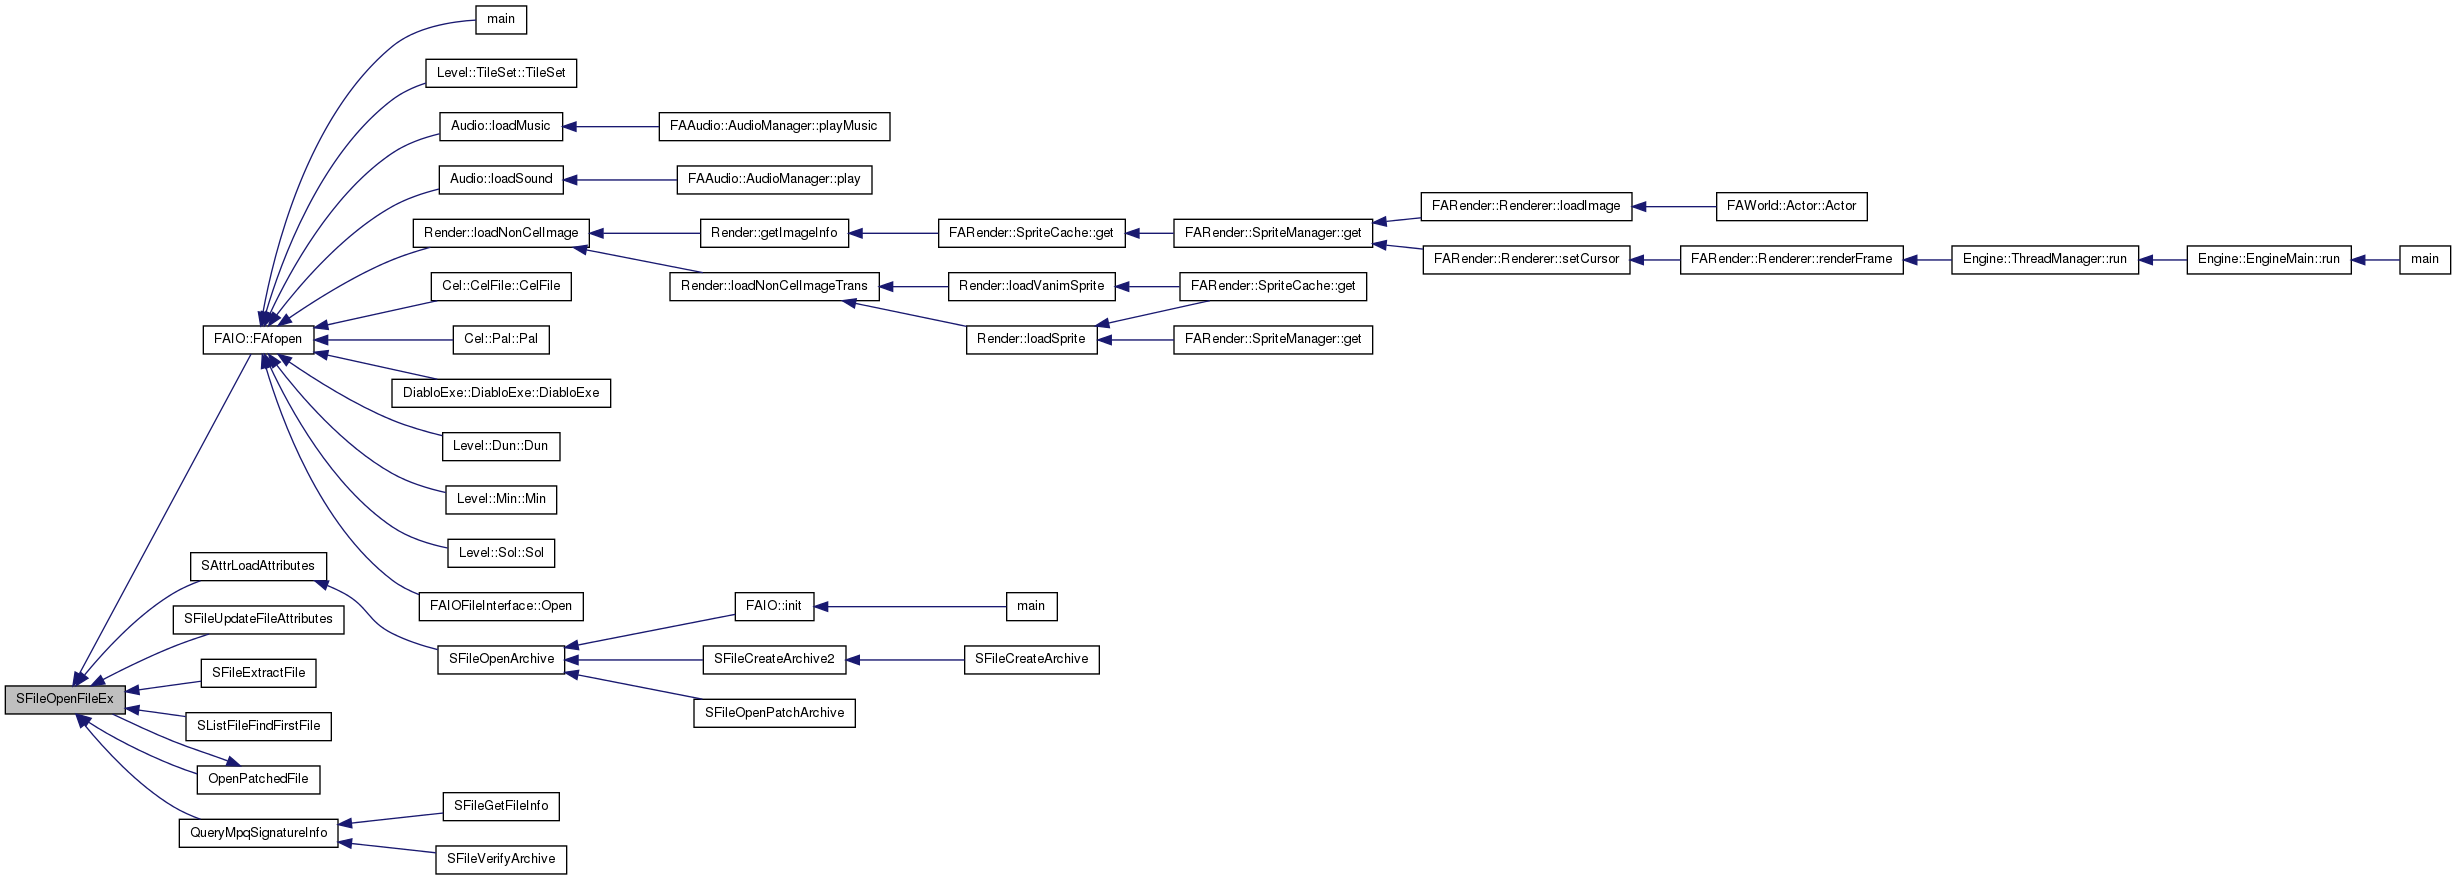 main
Level::TileSet::TileSet
Audio::loadMusic
FAAudio::AudioManager::playMusic
Audio::loadSound
FAAudio::AudioManager::play
FARender::Renderer::loadImage
FAWorld::Actor::Actor
Render::loadNonCelImage
Render::getImageInfo
FARender::SpriteCache::get
FARender::SpriteManager::get
FARender::Renderer::setCursor
FARender::Renderer::renderFrame
Engine::ThreadManager::run
Engine::EngineMain::run
main
Cel::CelFile::CelFile
Render::loadNonCelImageTrans
Render::loadVanimSprite
FARender::SpriteCache::get
FAIO::FAfopen
Cel::Pal::Pal
Render::loadSprite
FARender::SpriteManager::get
DiabloExe::DiabloExe::DiabloExe
Level::Dun::Dun
Level::Min::Min
Level::Sol::Sol
SAttrLoadAttributes
FAIOFileInterface::Open
FAIO::init
main
SFileUpdateFileAttributes
SFileOpenArchive
SFileCreateArchive2
SFileCreateArchive
SFileExtractFile
SFileOpenFileEx
SFileOpenPatchArchive
SListFileFindFirstFile
OpenPatchedFile
SFileGetFileInfo
QueryMpqSignatureInfo
SFileVerifyArchive